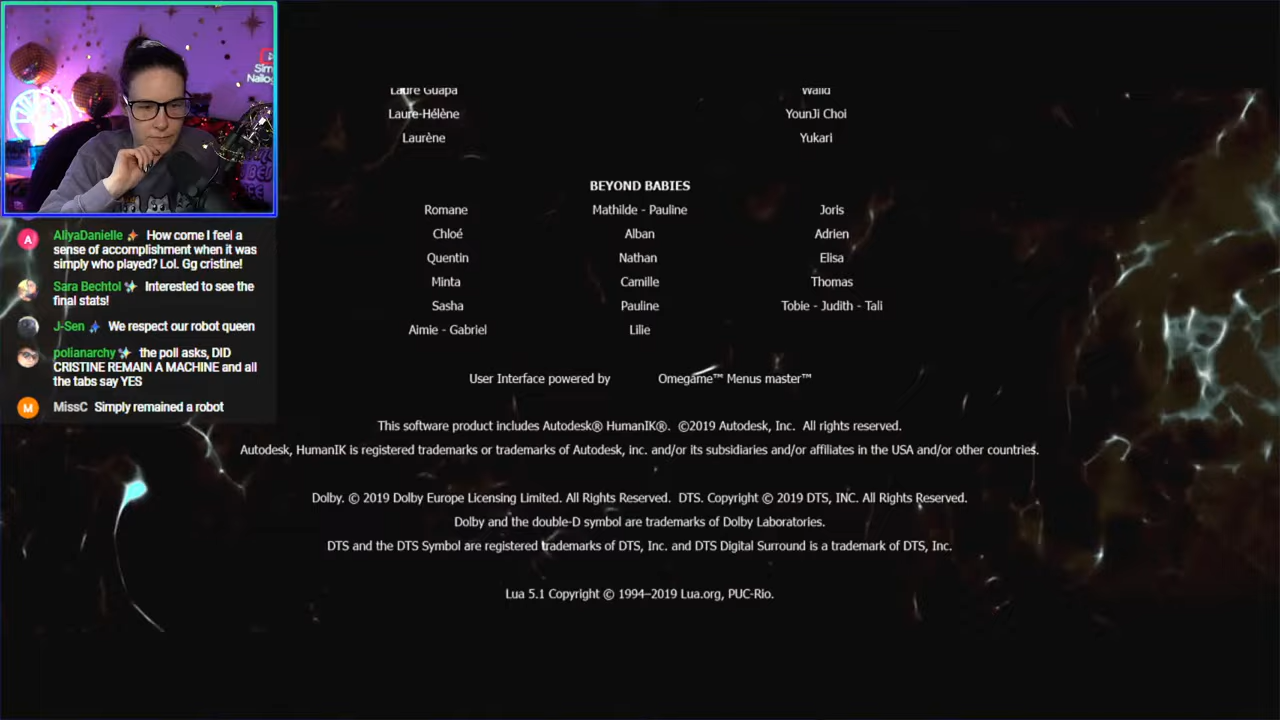 Sim
Nailog
AliyaDanielle How come I feel a
sense of accomplishment when it was
simply who played? Lol. Gg cristine!
Sara Bechtol Interested to see the
final stats!
J-Sen We respect our robot queen
polianarchy the poll asks, DID
CRISTINE REMAIN A MACHINE and all
the tabs say YES
M MissC Simply remained a robot
Laure Guapa Walid
Laure-Hélène YounJi Choi
Laurène Yukari
BEYOND BABIES
Romane Mathilde - Pauline Joris
Chloé Alban Adrien
Quentin Nathan Elisa
Minta Camille Thomas
Sasha Pauline Tobie - Judith - Tali
Aimie - Gabriel Lilie
User Interface powered by Omegame™ Menus master™
This software product includes Autodesk® HumanIK®. ©2019 Autodesk, Inc. All rights reserved.
Autodesk, HumanIK is registered trademarks or trademarks of Autodesk, inc. and/or its subsidiaries and/or affiliates in the USA and/or other countries.
Dolby. © 2019 Dolby Europe Licensing Limited. All Rights Reserved. DTS. Copyright © 2019 DTS, INC. All Rights Reserved.
Dolby and the double-D symbol are trademarks of Dolby Laboratories.
DTS and the DTS Symbol are registered trademarks of DTS, Inc. and DTS Digital Surround is a trademark of DTS, Inc.
Lua 5.1 Copyright © 1994–2019 Lua.org, PUC-Rio.